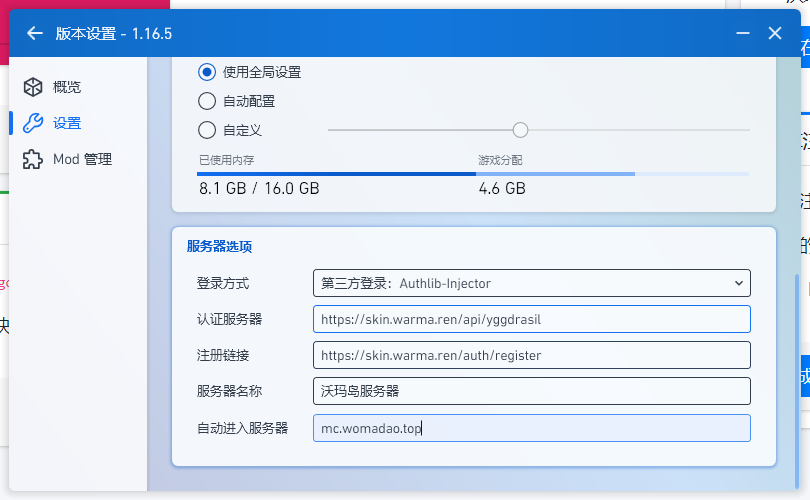 版本设置 - 1.16.5
概览
设置
Mod 管理
使用全局设置
自动配置
自定义
已使用内存 游戏分配
8.1 GB / 16.0 GB 4.6 GB
服务器选项
登录方式 第三方登录：Authlib-Injector
认证服务器 https://skin.warma.ren/api/yggdrasil
注册链接 https://skin.warma.ren/auth/register
服务器名称 沃玛岛服务器
自动进入服务器 mc.womadao.top